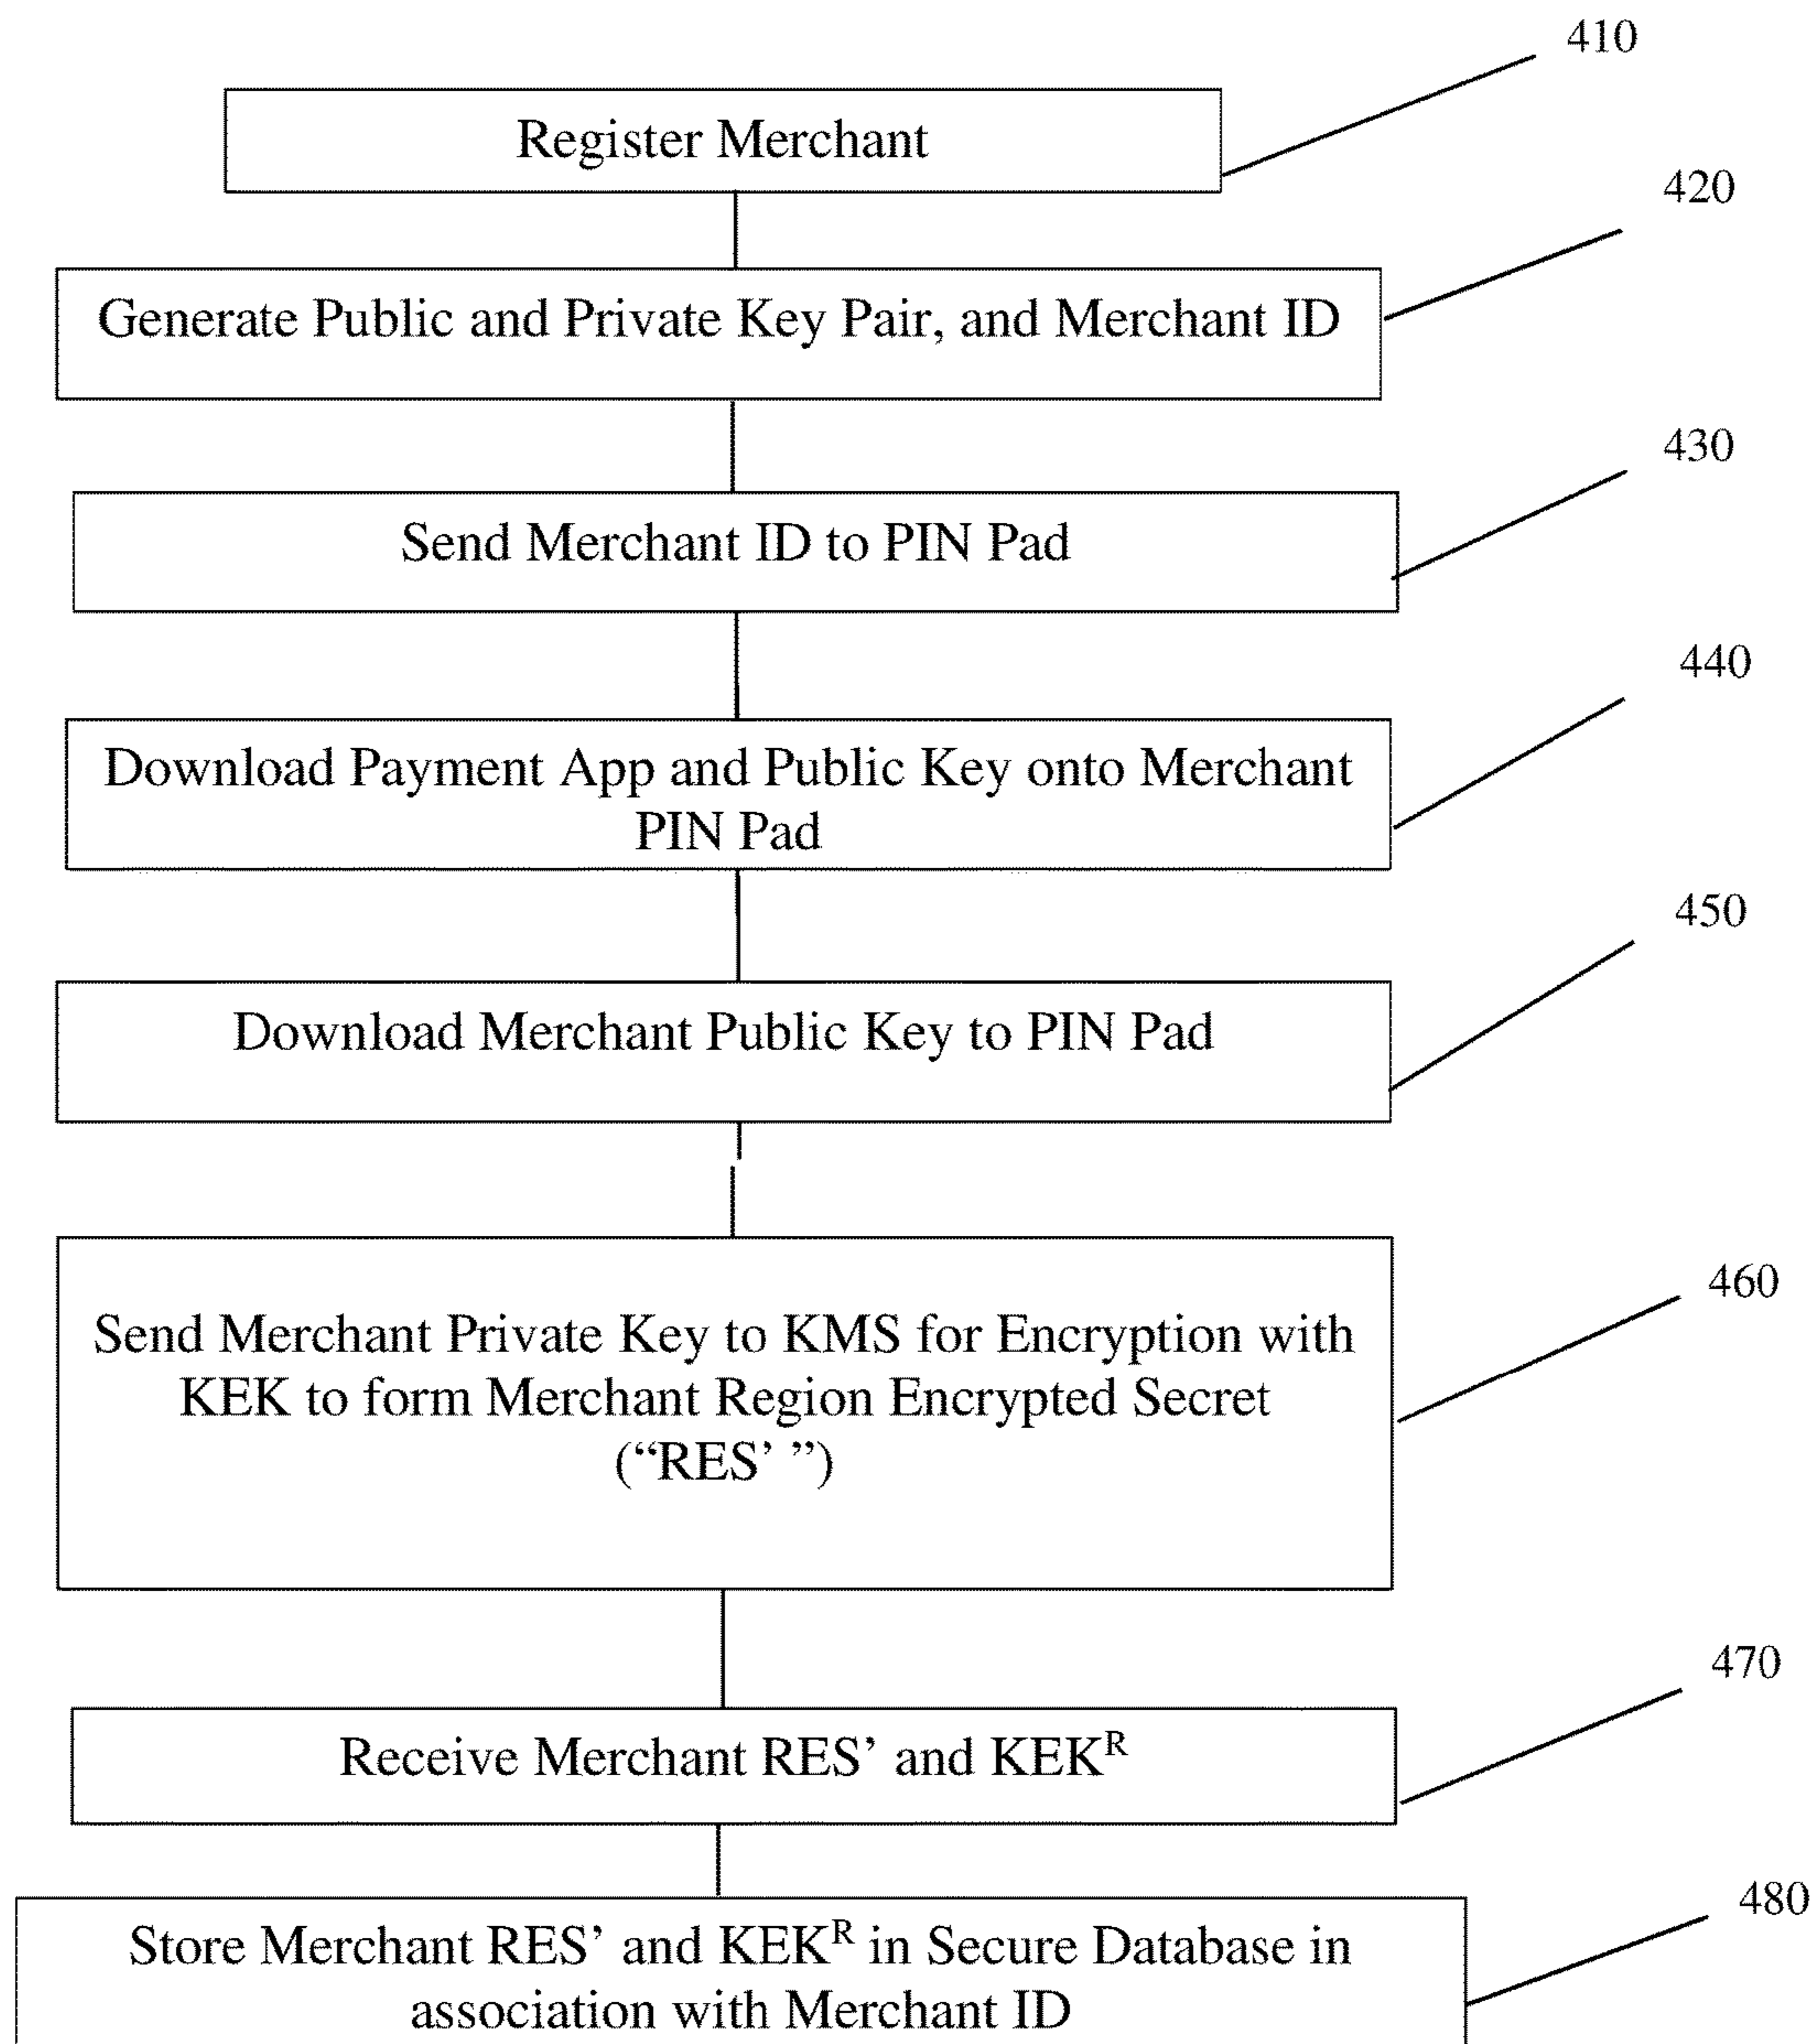 410
Register Merchant
420
Generate Public and Private Key Pair, and Merchant ID
430
Send Merchant ID to PIN Pad
440
Download Payment App and Public Key onto Merchant
PIN Pad
450
Download Merchant Public Key to PIN Pad
460
Send Merchant Private Key to KMS for Encryption with
KEK to form Merchant Region Encrypted Secret
(“RES’ ”)
470
Receive Merchant RES’ and KEKᴿ
480
Store Merchant RES’ and KEKᴿ in Secure Database in
association with Merchant ID